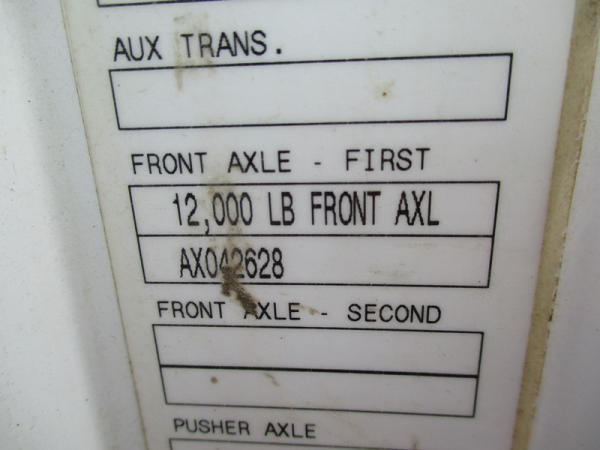 AUX TRANS.
FRONT AXLE - FIRST
12,000 LB FRONT AXL
AX042628
FRONT AXLE - SECOND
PUSHER AXLE